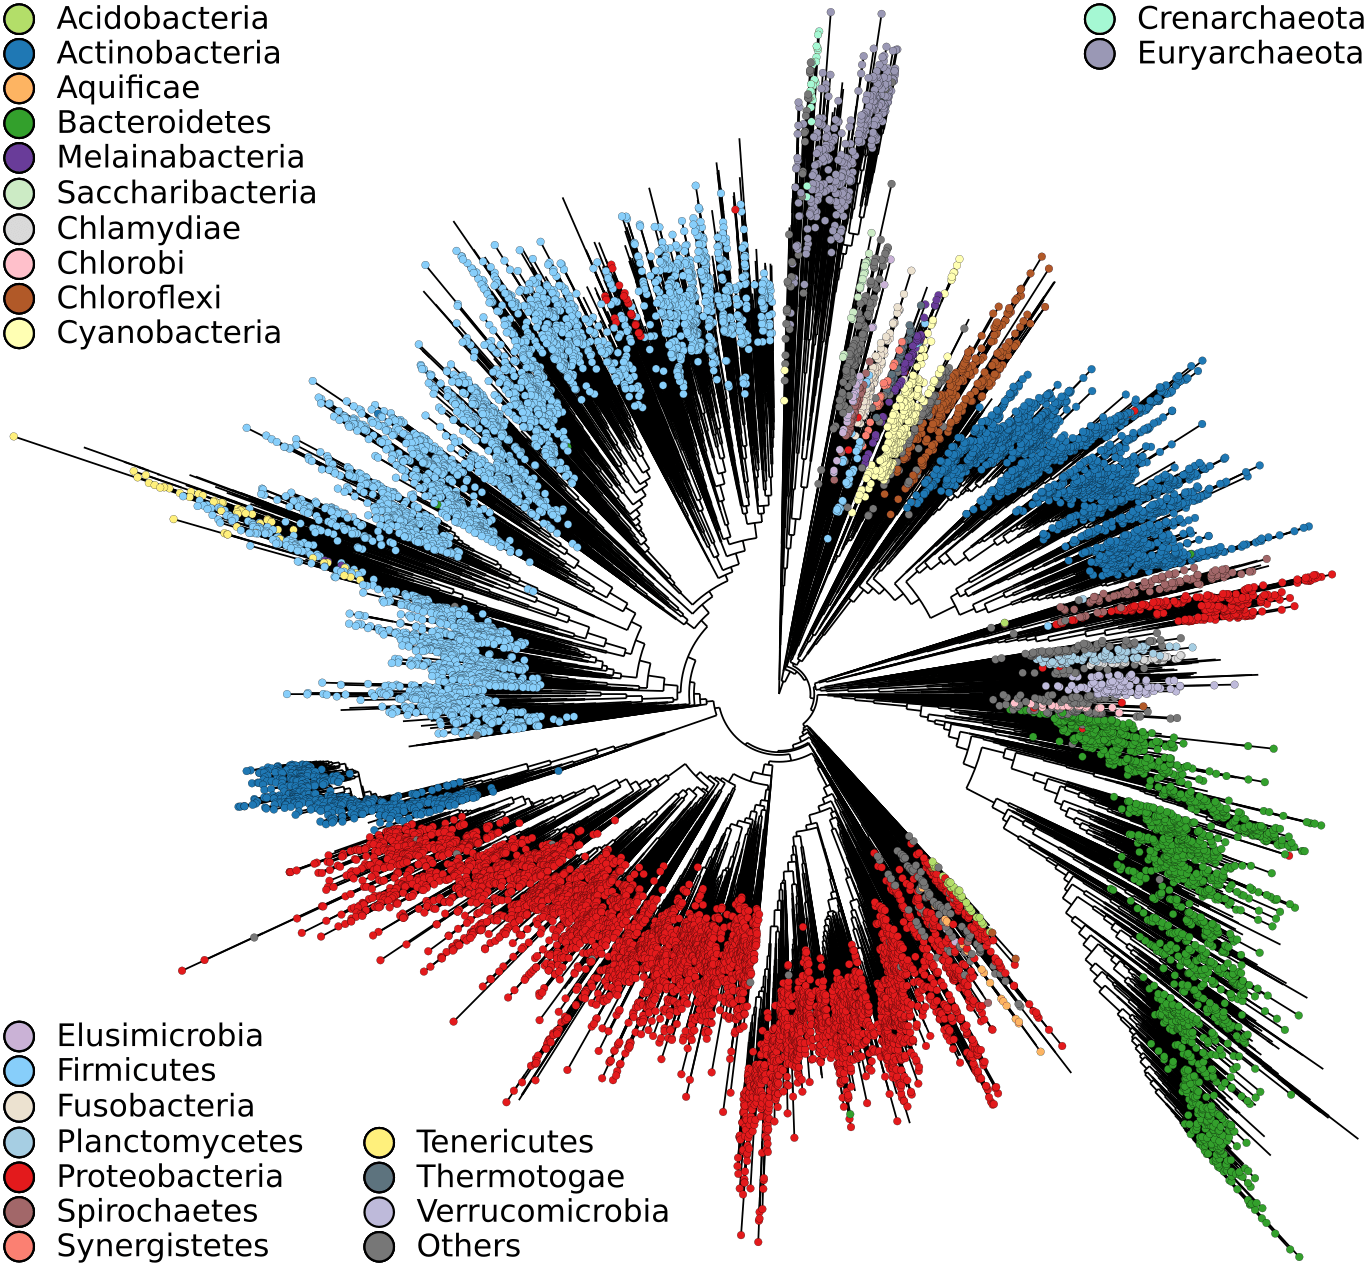 Acidobacteria
Actinobacteria
Aquificae
Bacteroidetes
Melainabacteria
Saccharibacteria
Chlamydiae
Chlorobi
Chloroflexi
Cyanobacteria
Crenarchaeota
Euryarchaeota
Elusimicrobia
Firmicutes
Fusobacteria
Planctomycetes
Proteobacteria
Spirochaetes
Synergistetes
Tenericutes
Thermotogae
Verrucomicrobia
Others